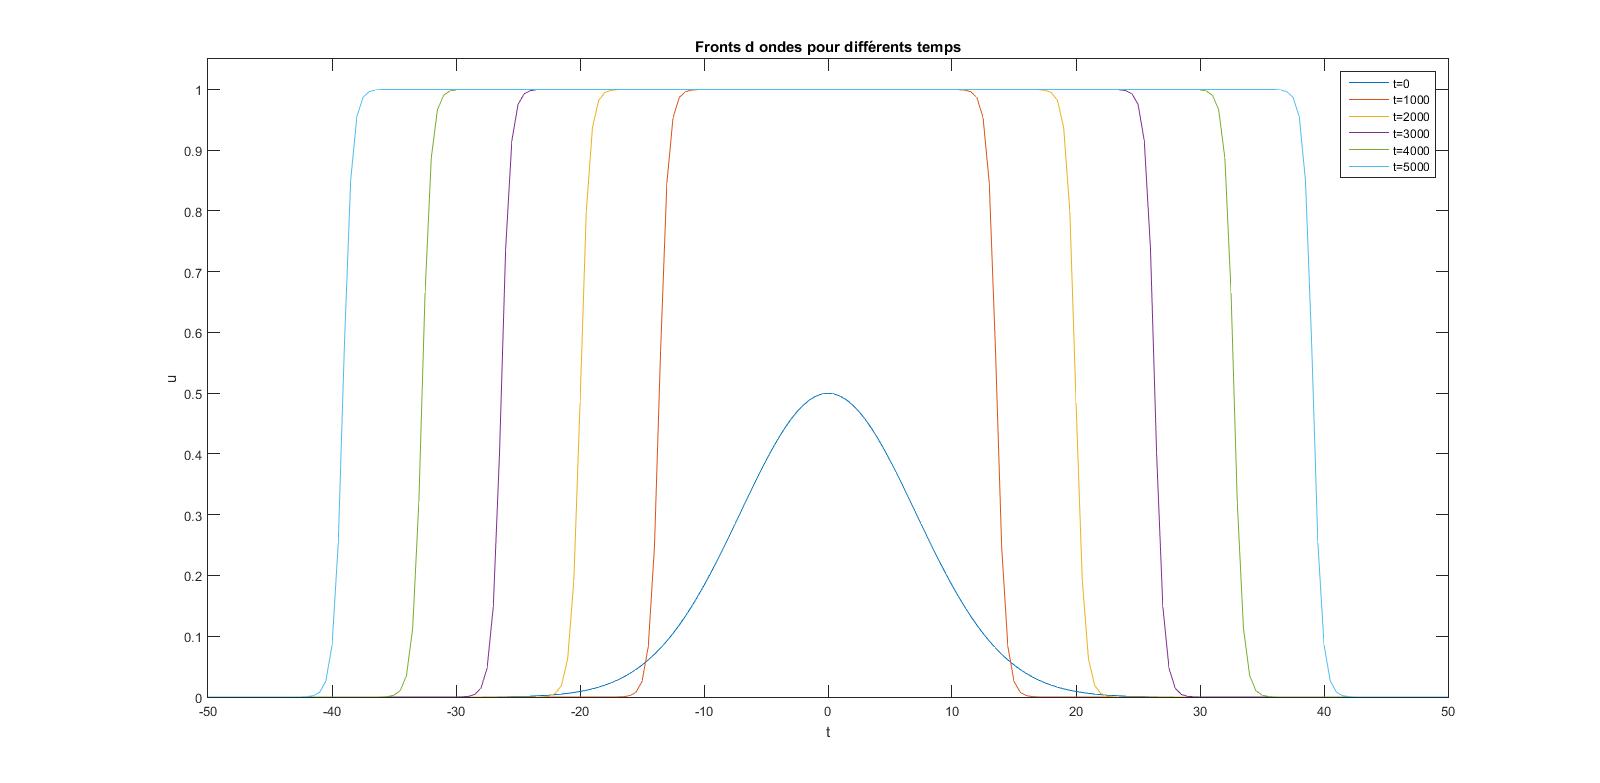 Fronts d ondes pour différents temps
t=0
t=1000
t=2000
t=3000
t=4000
t=5000
1
0.9
0.8
0.7
0.6
0.5
0.4
0.3
0.2
0.1
0
u
-50 -40 -30 -20 -10 0 10 20 30 40 50
t